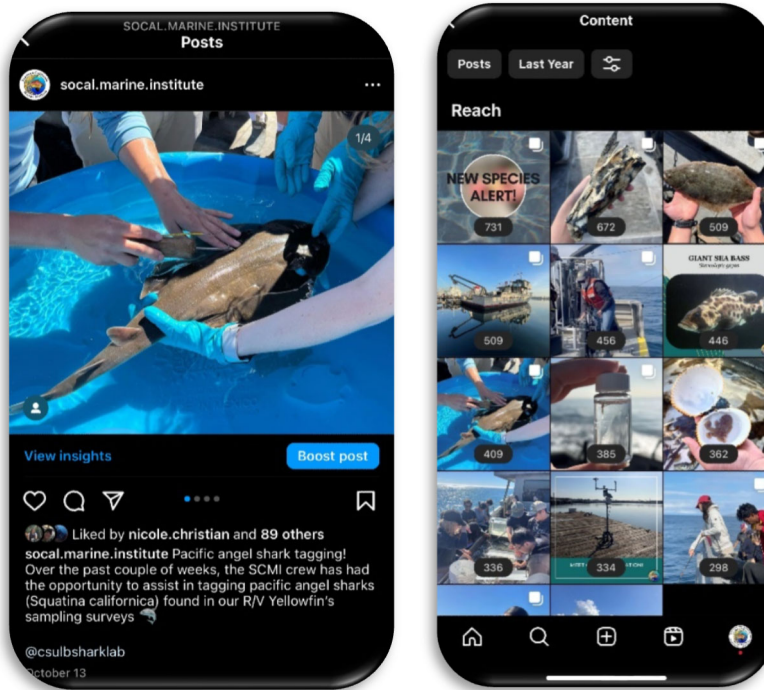 SOCAL.MARINE.INSTITUTE
Posts
socal.marine.institute
1/4
View insights
Boost post
Liked by nicole.christian and 89 others
socal.marine.institute Pacific angel shark tagging!
Over the past couple of weeks, the SCMI crew has had
the opportunity to assist in tagging pacific angel sharks
(Squatina californica) found in our R/V Yellowfin's
sampling surveys
@csulbsharklab
October 13
Content
Posts
Last Year
Reach
NEW SPECIES
ALERT!
731
672
509
509
456
GIANT SEA BASS
446
409
385
362
336
334
298